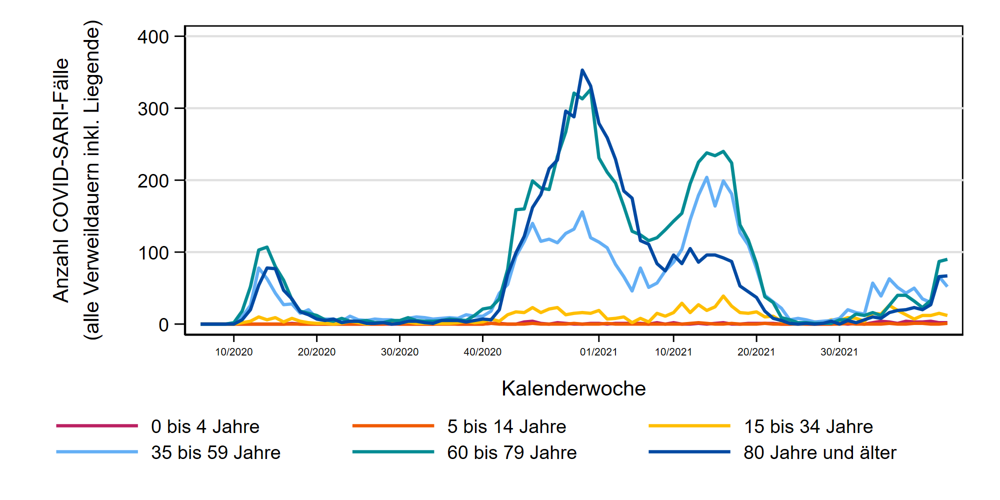 Anzahl COVID-SARI-Fälle
(alle Verweildauern inkl. Liegende)
400
300
200
100
0
10/2020 20/2020 30/2020 40/2020 01/2021 10/2021 20/2021 30/2021
Kalenderwoche
0 bis 4 Jahre 5 bis 14 Jahre 15 bis 34 Jahre
35 bis 59 Jahre 60 bis 79 Jahre 80 Jahre und älter